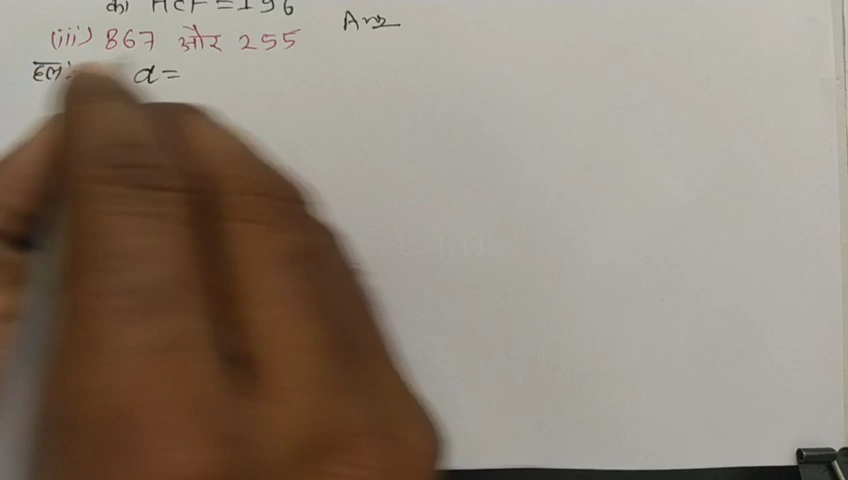 का HCF = 196
Ans
(iii) 867 और 255
हल:- a =